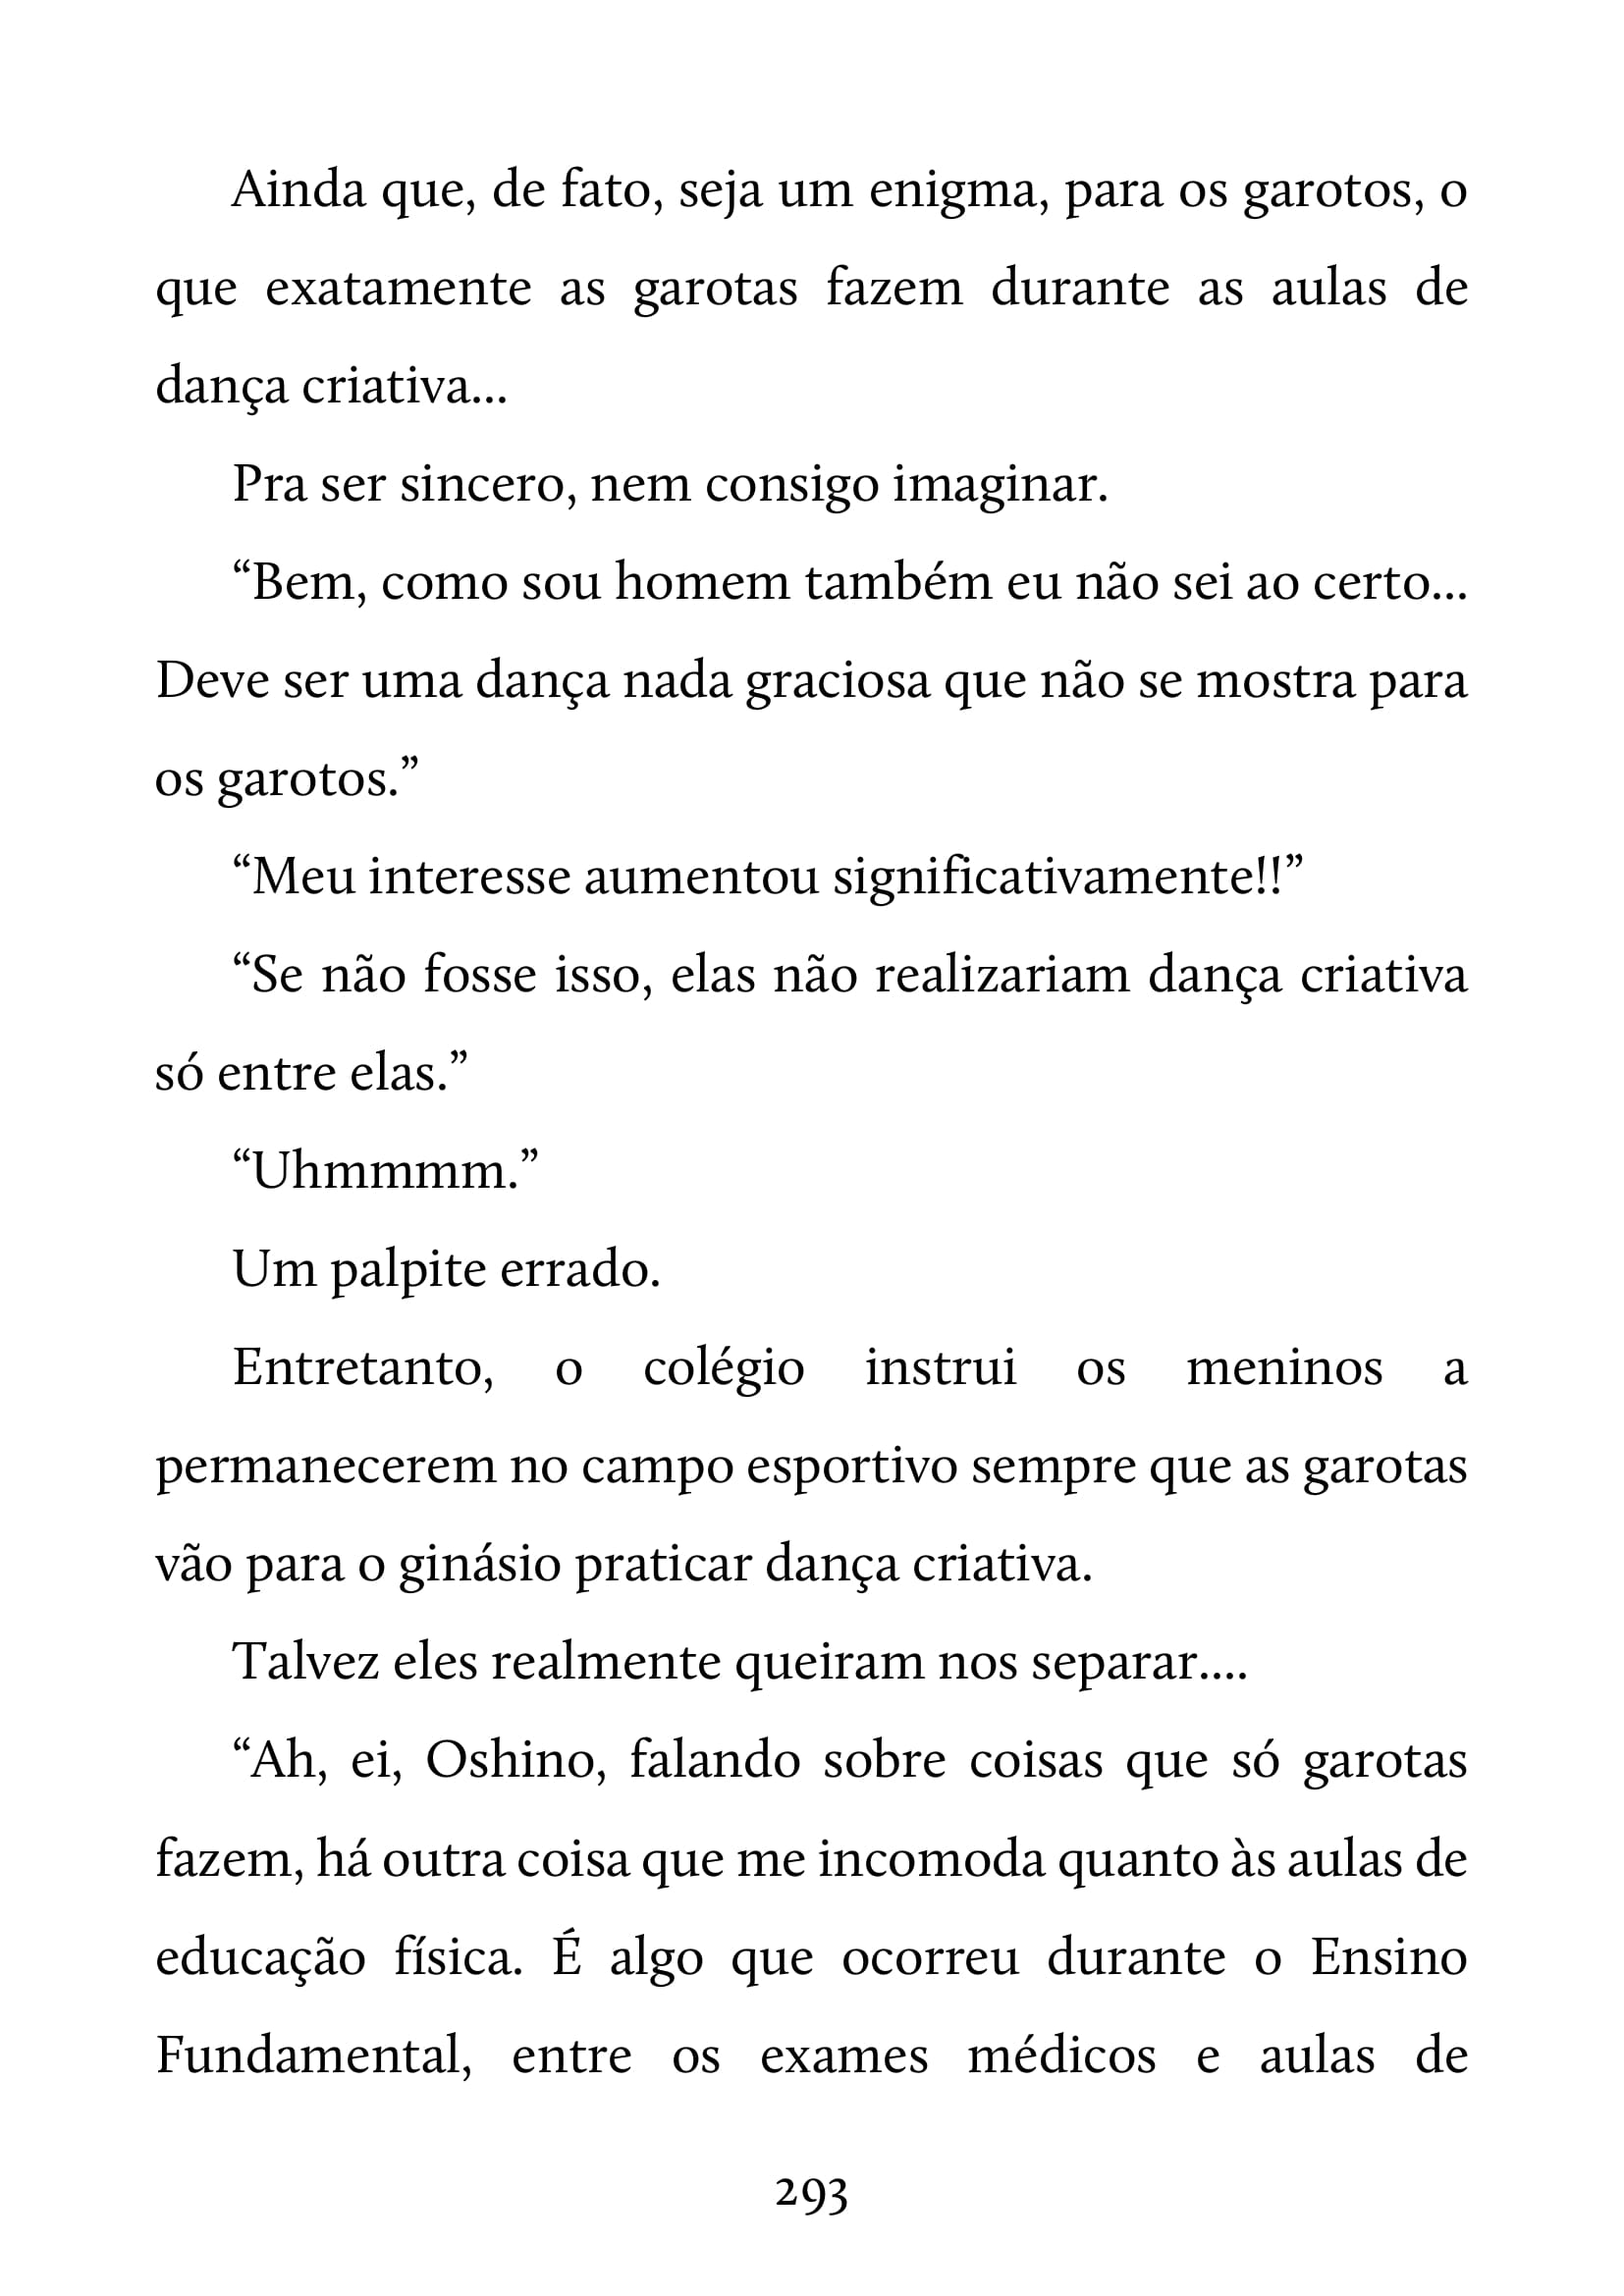 Ainda que, de fato, seja um enigma, para os garotos, o
que exatamente as garotas fazem durante as aulas de
dança criativa...
Pra ser sincero, nem consigo imaginar.
“Bem, como sou homem também eu não sei ao certo...
Deve ser uma dança nada graciosa que não se mostra para
os garotos.”
“Meu interesse aumentou significativamente!!”
“Se não fosse isso, elas não realizariam dança criativa
só entre elas.”
“Uhmmmm.”
Um palpite errado.
Entretanto, o colégio instrui os meninos a
permanecerem no campo esportivo sempre que as garotas
vão para o ginásio praticar dança criativa.
Talvez eles realmente queiram nos separar....
“Ah, ei, Oshino, falando sobre coisas que só garotas
fazem, há outra coisa que me incomoda quanto às aulas de
educação física. É algo que ocorreu durante o Ensino
Fundamental, entre os exames médicos e aulas de
293